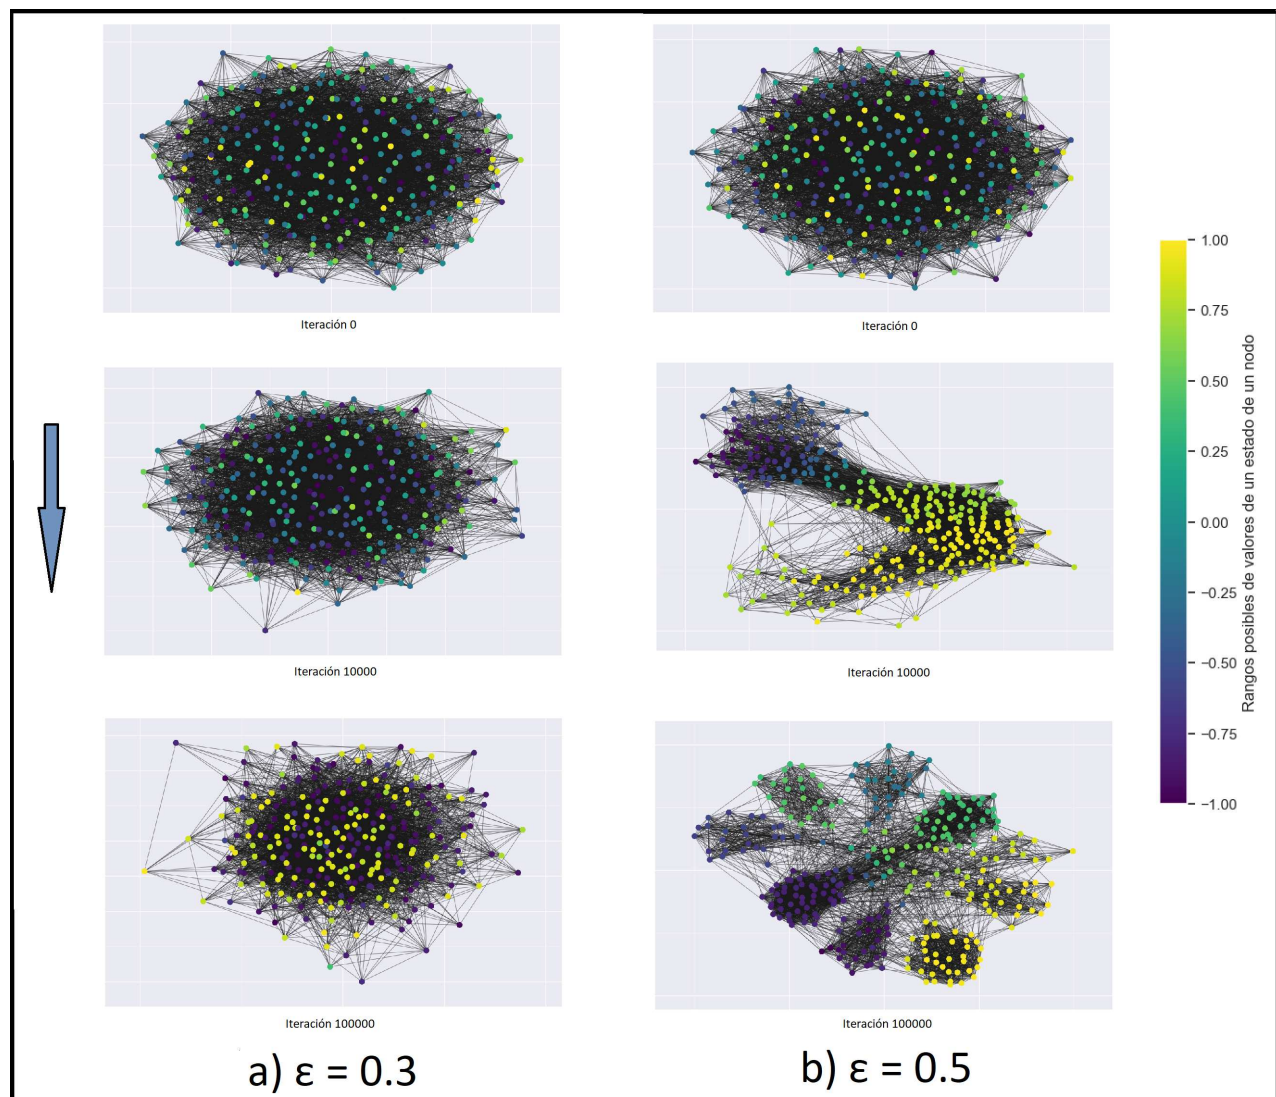 Iteración 0
Iteración 0
1.00
0.75
0.50
0.25
0.00
−0.25
−0.50
−0.75
−1.00
Rangos posibles de valores de un estado de un nodo
Iteración 10000
Iteración 10000
Iteración 100000
Iteración 100000
a) ε = 0.3
b) ε = 0.5